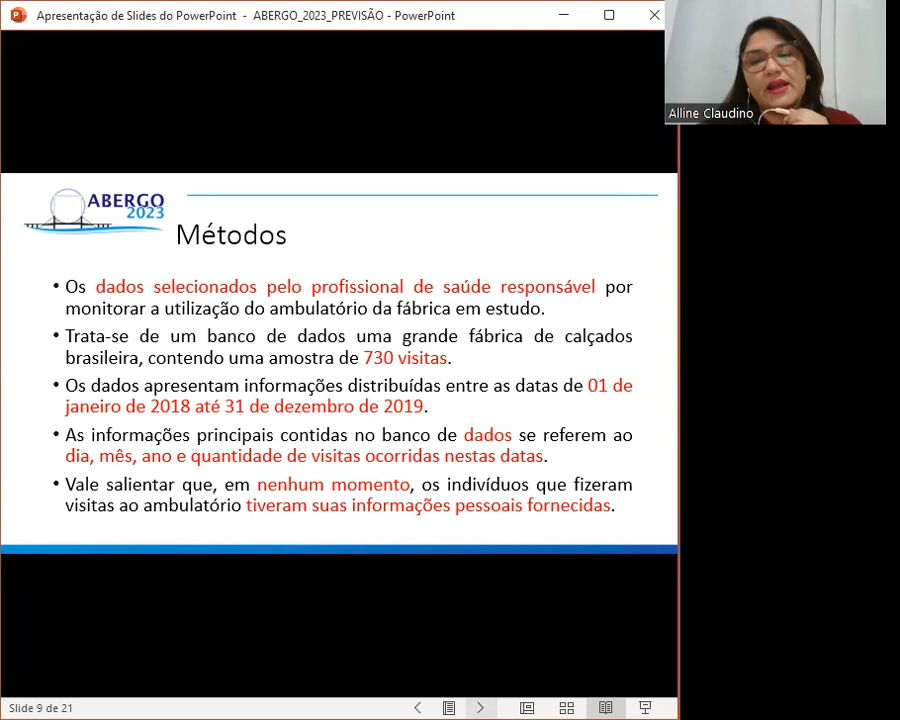 Apresentação de Slides do PowerPoint - ABERGO_2023_PREVISÃO - PowerPoint
Alline Claudino
ABERGO
2023
Métodos
• Os dados selecionados pelo profissional de saúde responsável por
monitorar a utilização do ambulatório da fábrica em estudo.
• Trata-se de um banco de dados uma grande fábrica de calçados
brasileira, contendo uma amostra de 730 visitas.
• Os dados apresentam informações distribuídas entre as datas de 01 de
janeiro de 2018 até 31 de dezembro de 2019.
• As informações principais contidas no banco de dados se referem ao
dia, mês, ano e quantidade de visitas ocorridas nestas datas.
• Vale salientar que, em nenhum momento, os indivíduos que fizeram
visitas ao ambulatório tiveram suas informações pessoais fornecidas.
Slide 9 de 21